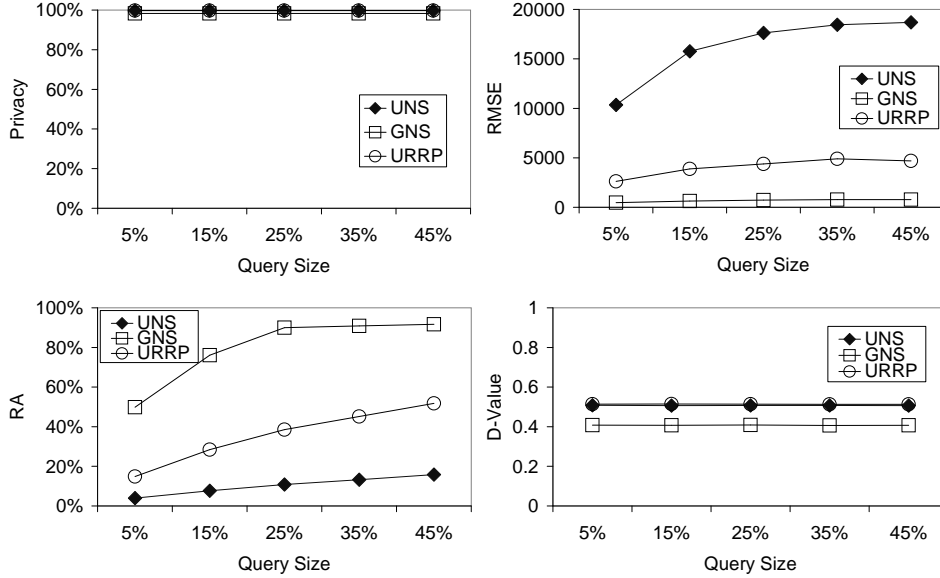 100%
80%
60%
40%
20%
0%
Privacy
UNS
GNS
URRP
5% 15% 25% 35% 45%
Query Size
20000
15000
10000
5000
0
RMSE
UNS
GNS
URRP
5% 15% 25% 35% 45%
Query Size
100%
80%
60%
40%
20%
0%
RA
UNS
GNS
URRP
5% 15% 25% 35% 45%
Query Size
1
0.8
0.6
0.4
0.2
0
D-Value
UNS
GNS
URRP
5% 15% 25% 35% 45%
Query Size